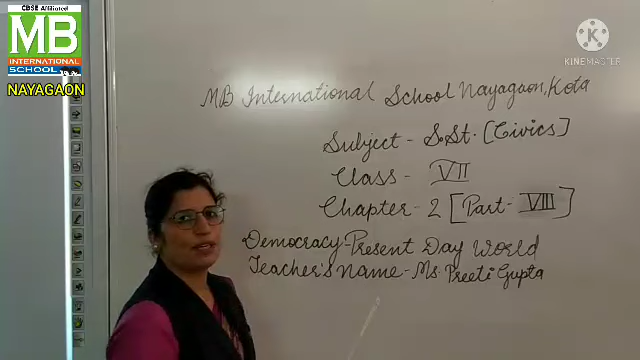 CBSE Affiliated
MB
INTERNATIONAL
SCHOOL
NAYAGAON
KINEMASTER
MB International School Nayagaon, Kota
Subject - S.St. [Civics]
Class - VII
Chapter - 2 [Part - VIII]
Democracy-Present Day World
Teacher's name - Ms. Preeti Gupta